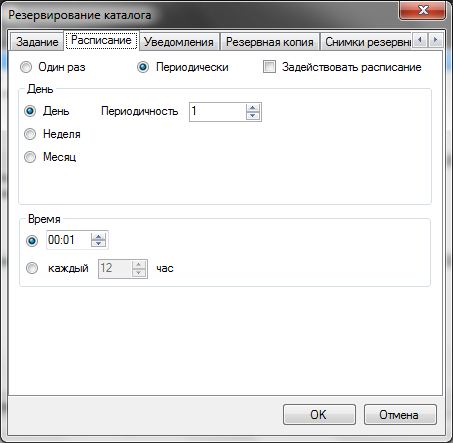 Резервирование каталога
Задание Расписание Уведомления Резервная копия Снимки резервны
Один раз Периодически Задействовать расписание
День
День Периодичность 1
Неделя
Месяц
Время
00:01
каждый 12 час
OK Отмена